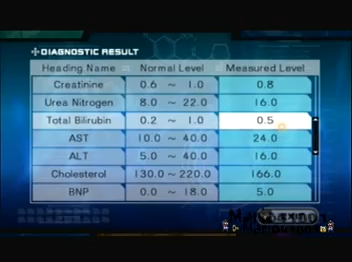 DIAGNOSTIC RESULT
Heading Name Normal Level Measured Level
Creatinine 0.6 ~ 1.0 0.8
Urea Nitrogen 8.0 ~ 22.0 16.0
Total Bilirubin 0.2 ~ 1.0 0.5
AST 10.0 ~ 40.0 24.0
ALT 5.0 ~ 40.0 16.0
Cholesterol 130.0 ~ 220.0 166.0
BNP 0.0 ~ 18.0 5.0